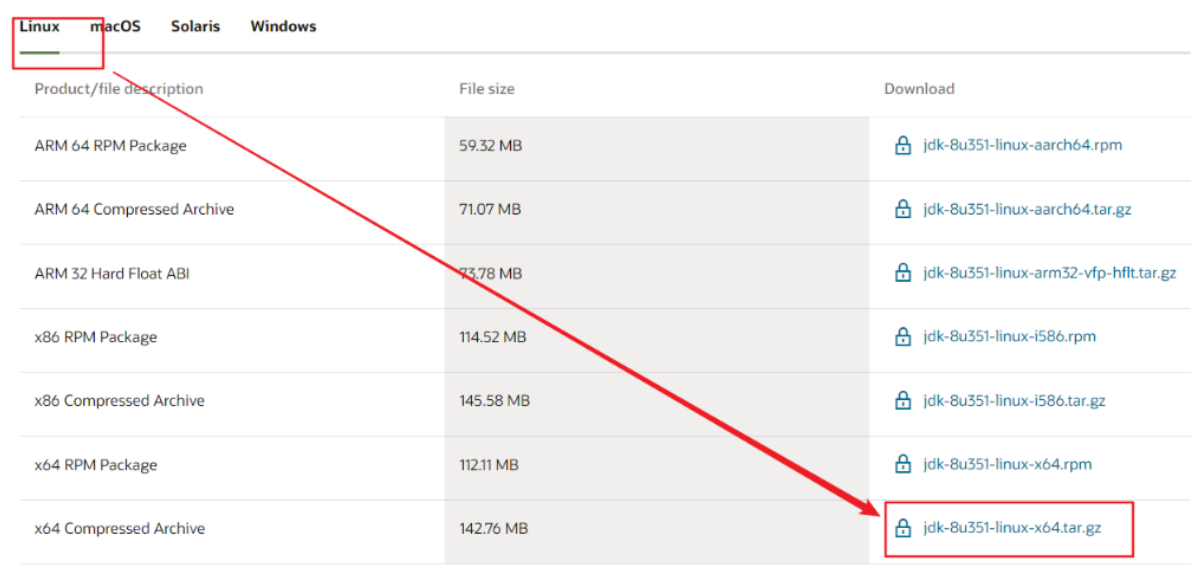 Linux macOS Solaris Windows
Product/file description File size Download
ARM 64 RPM Package 59.32 MB jdk-8u351-linux-aarch64.rpm
ARM 64 Compressed Archive 71.07 MB jdk-8u351-linux-aarch64.tar.gz
ARM 32 Hard Float ABI 73.78 MB jdk-8u351-linux-arm32-vfp-hflt.tar.gz
x86 RPM Package 114.52 MB jdk-8u351-linux-i586.rpm
x86 Compressed Archive 145.58 MB jdk-8u351-linux-i586.tar.gz
x64 RPM Package 112.11 MB jdk-8u351-linux-x64.rpm
x64 Compressed Archive 142.76 MB jdk-8u351-linux-x64.tar.gz